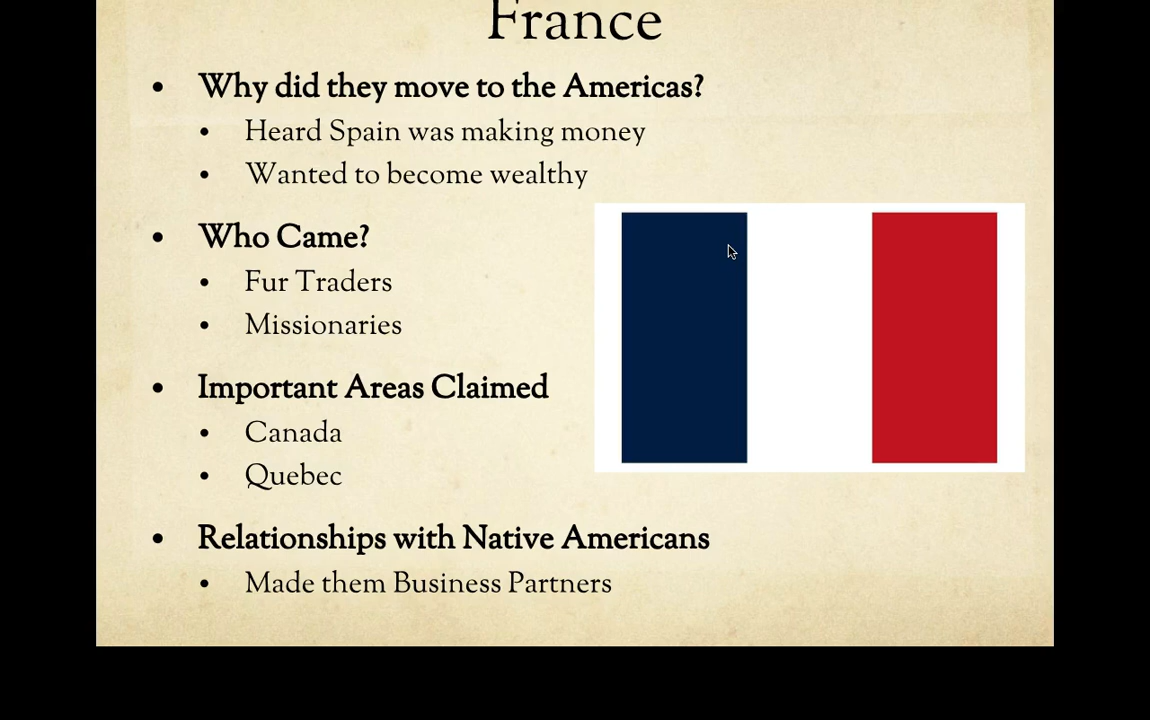 France
• Why did they move to the Americas?
• Heard Spain was making money
• Wanted to become wealthy
• Who Came?
• Fur Traders
• Missionaries
• Important Areas Claimed
• Canada
• Quebec
• Relationships with Native Americans
• Made them Business Partners